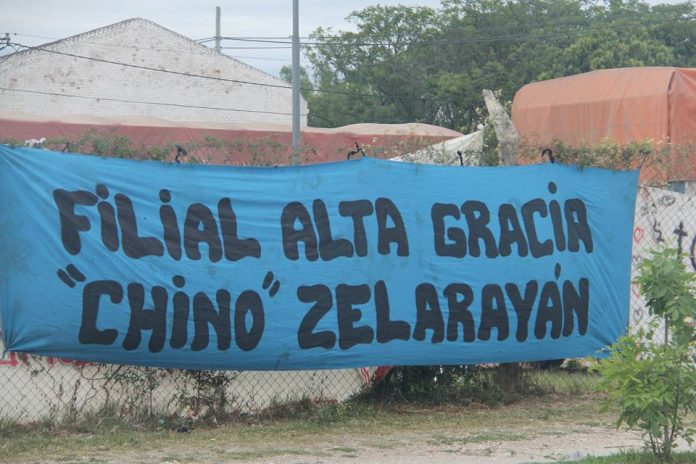 FiLiAL ALTA GRACiA
"CHiNO" ZELARAYÁN